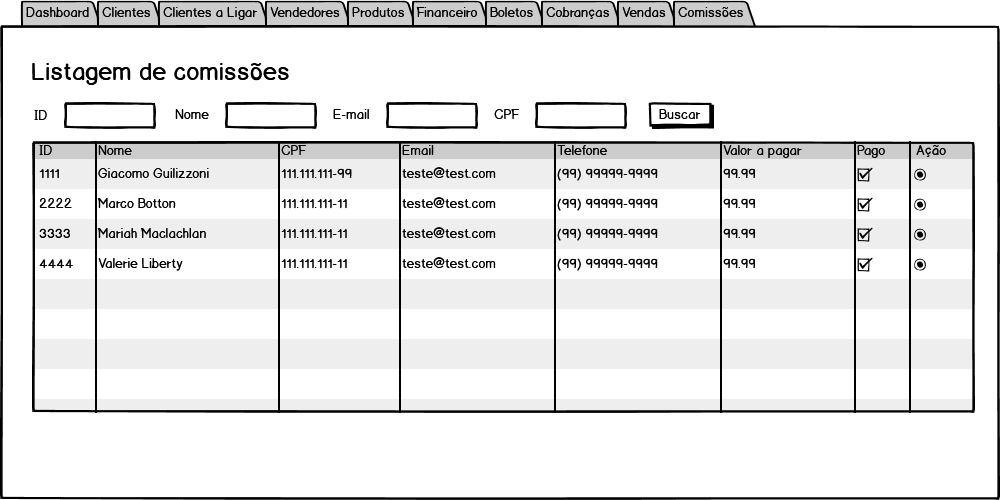 Dashboard Clientes Clientes a Ligar Vendedores Produtos Financeiro Boletos Cobranças Vendas Comissões
Listagem de comissões
ID Nome E-mail CPF Buscar
ID Nome CPF Email Telefone Valor a pagar Pago Ação
1111 Giacomo Guilizzoni 111.111.111-99 teste@test.com (99) 99999-9999 99.99
2222 Marco Botton 111.111.111-11 teste@test.com (99) 99999-9999 99.99
3333 Mariah Maclachlan 111.111.111-11 teste@test.com (99) 99999-9999 99.99
4444 Valerie Liberty 111.111.111-11 teste@test.com (99) 99999-9999 99.99